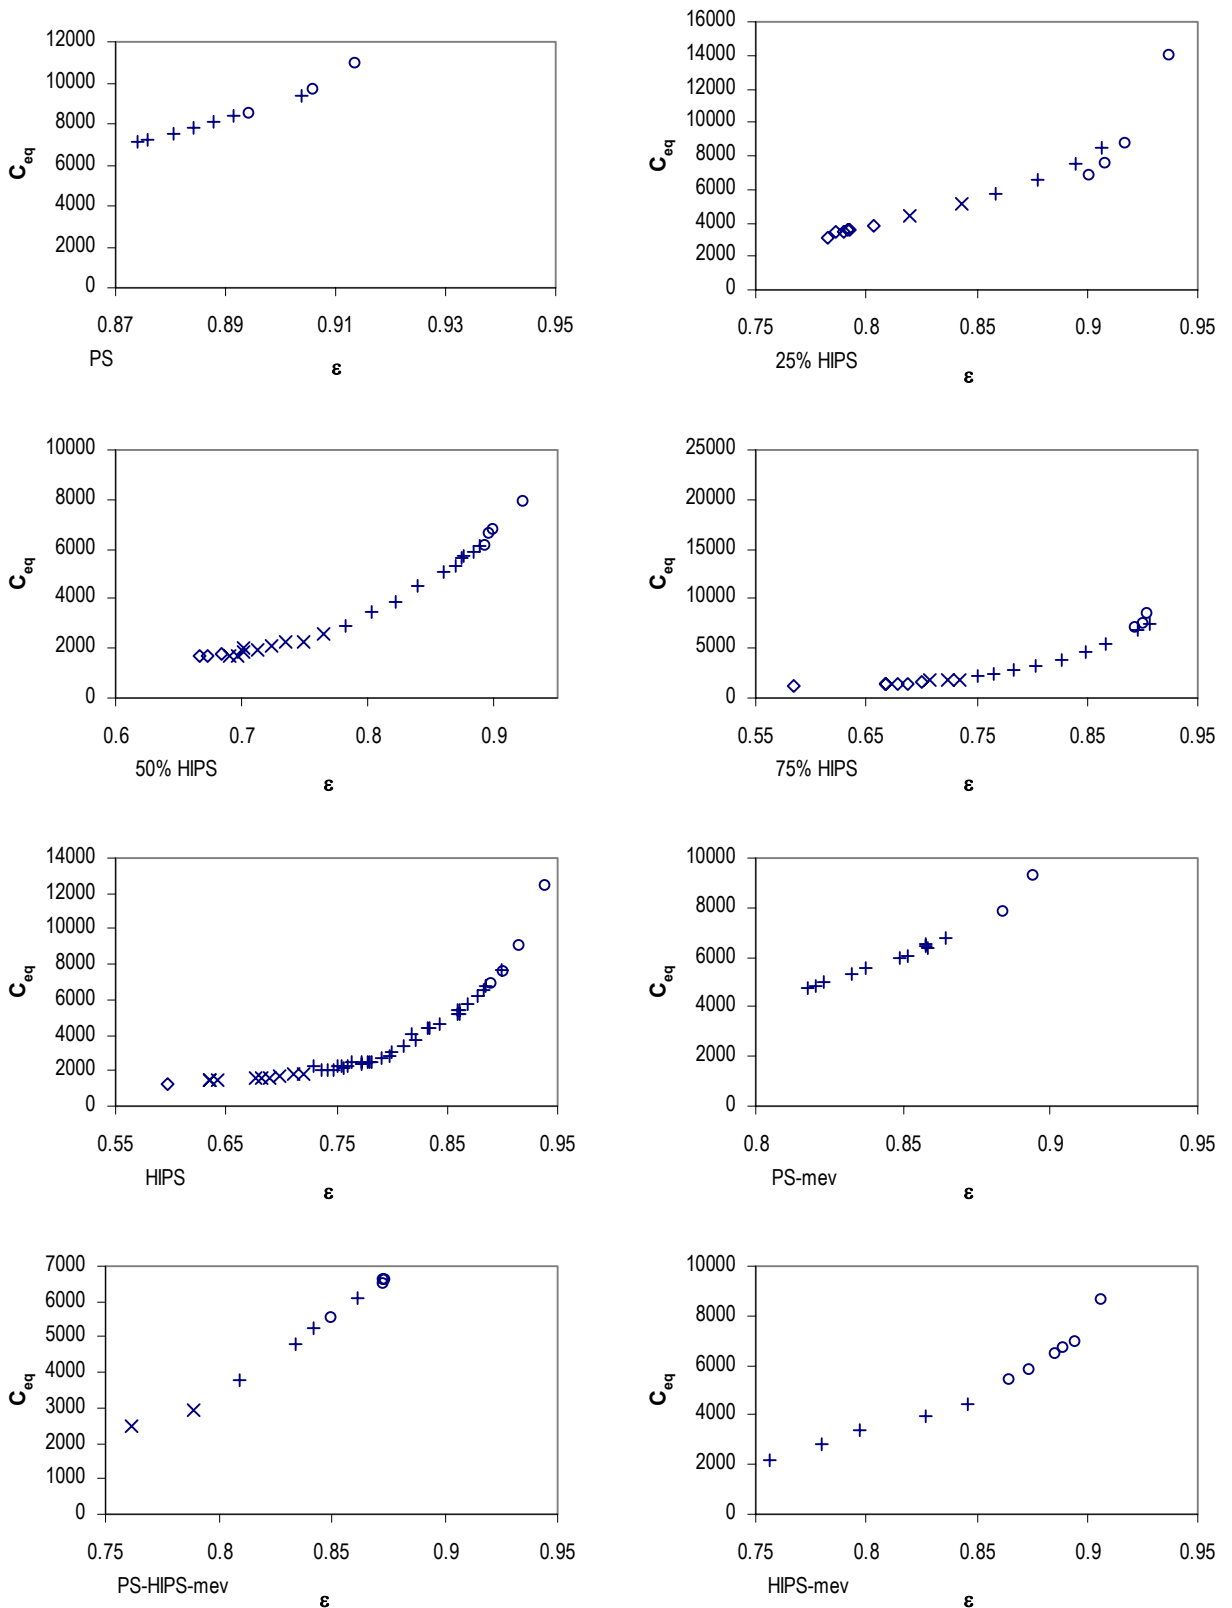 12000
10000
8000
6000
4000
2000
0
C_eq
0.87 0.89 0.91 0.93 0.95
PS
ε
16000
14000
12000
10000
8000
6000
4000
2000
0
C_eq
0.75 0.8 0.85 0.9 0.95
25% HIPS
ε
10000
8000
6000
4000
2000
0
C_eq
0.6 0.7 0.8 0.9
50% HIPS
ε
25000
20000
15000
10000
5000
0
C_eq
0.55 0.65 0.75 0.85 0.95
75% HIPS
ε
14000
12000
10000
8000
6000
4000
2000
0
C_eq
0.55 0.65 0.75 0.85 0.95
HIPS
ε
10000
8000
6000
4000
2000
0
C_eq
0.8 0.85 0.9 0.95
PS-mev
ε
7000
6000
5000
4000
3000
2000
1000
0
C_eq
0.75 0.8 0.85 0.9 0.95
PS-HIPS-mev
ε
10000
8000
6000
4000
2000
0
C_eq
0.75 0.8 0.85 0.9 0.95
HIPS-mev
ε